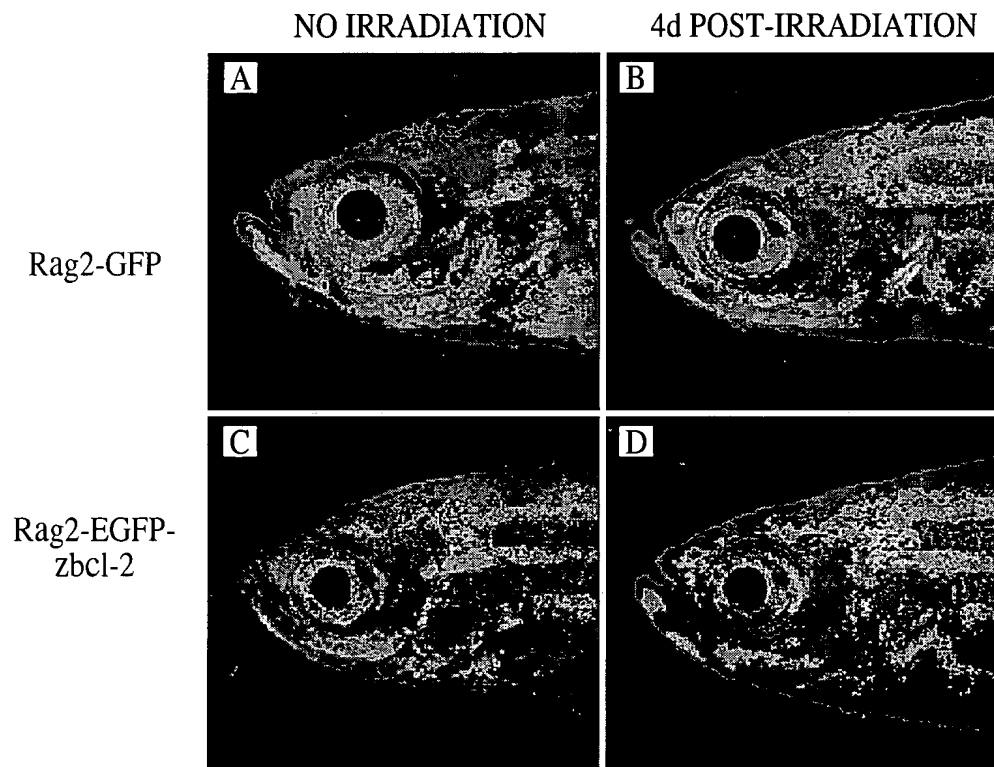 NO IRRADIATION
4d POST-IRRADIATION
A
B
Rag2-GFP
C
D
Rag2-EGFP-
zbcl-2